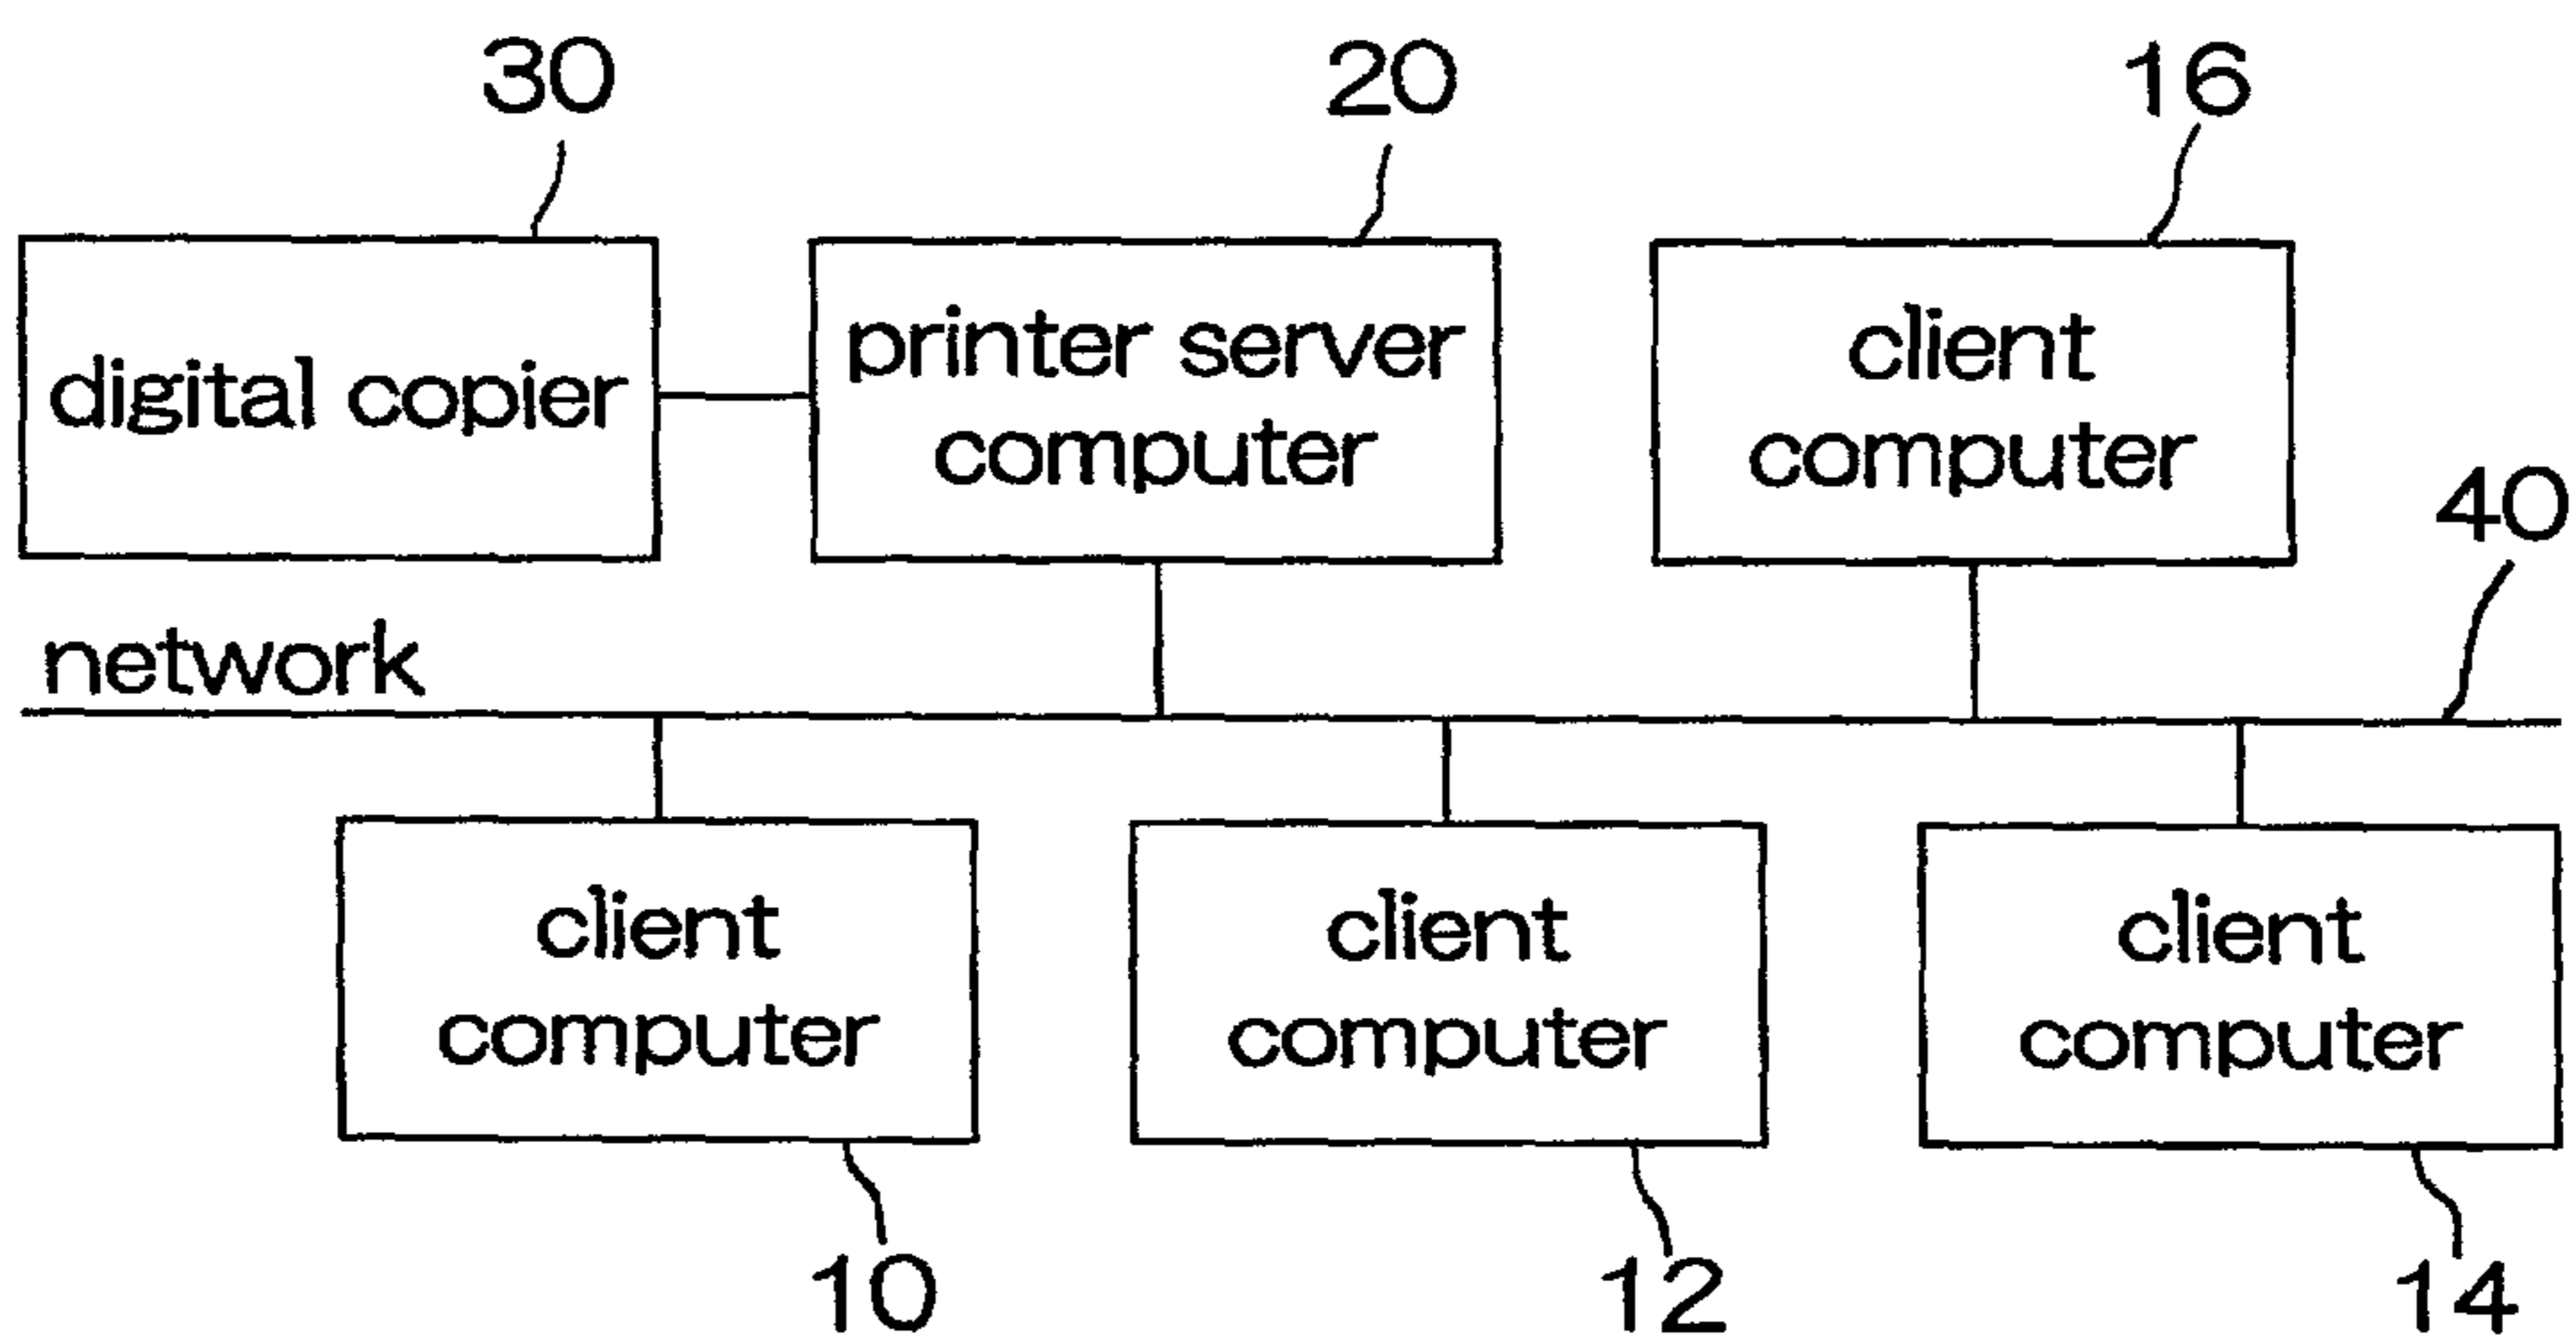 30
20
16
digital copier
printer server
computer
client
computer
40
network
client
computer
client
computer
client
computer
10
12
14